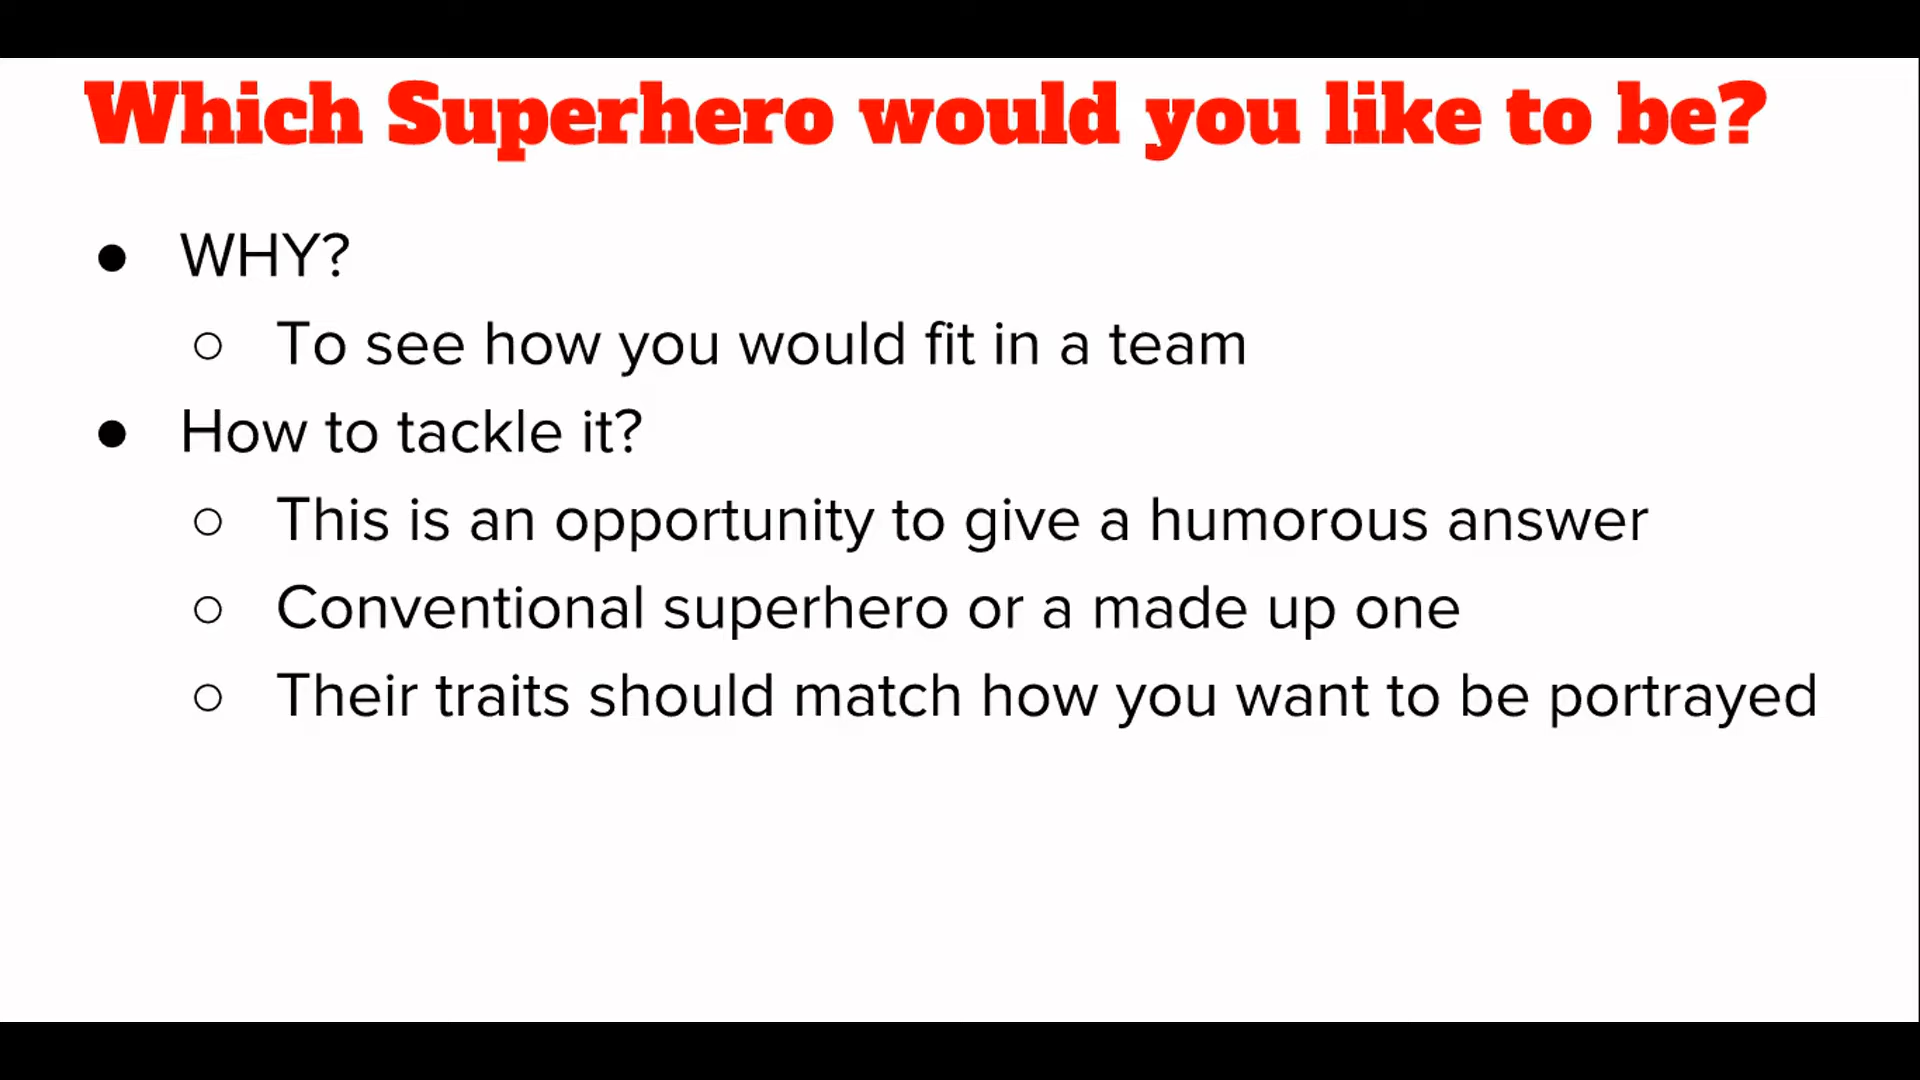 Which Superhero would you like to be?
● WHY?
○ To see how you would fit in a team
● How to tackle it?
○ This is an opportunity to give a humorous answer
○ Conventional superhero or a made up one
○ Their traits should match how you want to be portrayed